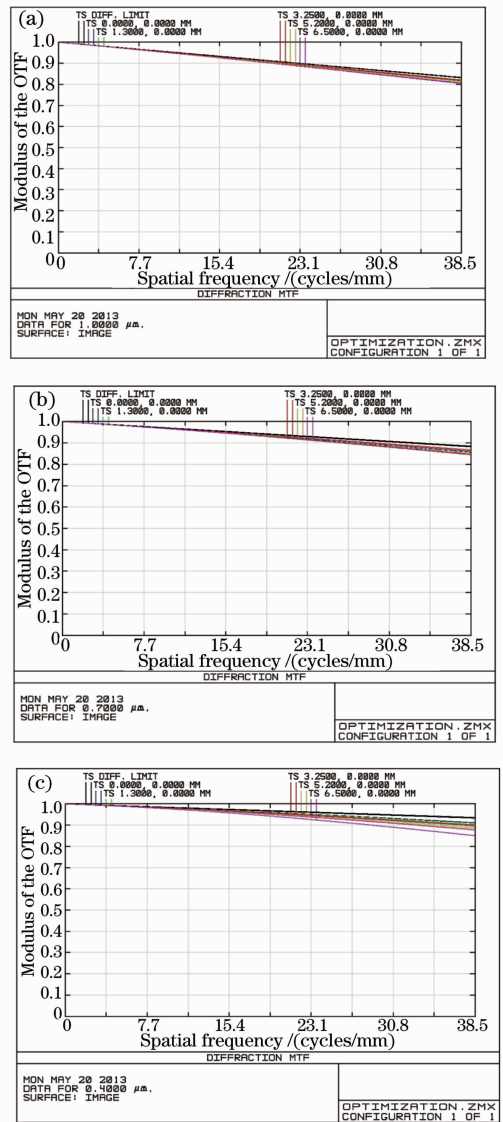 (a)
TS DIFF. LIMIT
TS 0.0000, 0.0000 MM
TS 1.3000, 0.0000 MM
TS 3.2500, 0.0000 MM
TS 5.2000, 0.0000 MM
TS 6.5000, 0.0000 MM
Modulus of the OTF
1.0
0.9
0.8
0.7
0.6
0.5
0.4
0.3
0.2
0.1
0
0 7.7 15.4 23.1 30.8 38.5
Spatial frequency /(cycles/mm)
DIFFRACTION MTF
MON MAY 20 2013
DATA FOR 1.0000 µm.
SURFACE: IMAGE
OPTIMIZATION.ZMX
CONFIGURATION 1 OF 1
(b)
TS DIFF. LIMIT
TS 0.0000, 0.0000 MM
TS 1.3000, 0.0000 MM
TS 3.2500, 0.0000 MM
TS 5.2000, 0.0000 MM
TS 6.5000, 0.0000 MM
Modulus of the OTF
1.0
0.9
0.8
0.7
0.6
0.5
0.4
0.3
0.2
0.1
0
0 7.7 15.4 23.1 30.8 38.5
Spatial frequency /(cycles/mm)
DIFFRACTION MTF
MON MAY 20 2013
DATA FOR 0.7000 µm.
SURFACE: IMAGE
OPTIMIZATION.ZMX
CONFIGURATION 1 OF 1
(c)
TS DIFF. LIMIT
TS 0.0000, 0.0000 MM
TS 1.3000, 0.0000 MM
TS 3.2500, 0.0000 MM
TS 5.2000, 0.0000 MM
TS 6.5000, 0.0000 MM
Modulus of the OTF
1.0
0.9
0.8
0.7
0.6
0.5
0.4
0.3
0.2
0.1
0
0 7.7 15.4 23.1 30.8 38.5
Spatial frequency /(cycles/mm)
DIFFRACTION MTF
MON MAY 20 2013
DATA FOR 0.4000 µm.
SURFACE: IMAGE
OPTIMIZATION.ZMX
CONFIGURATION 1 OF 1